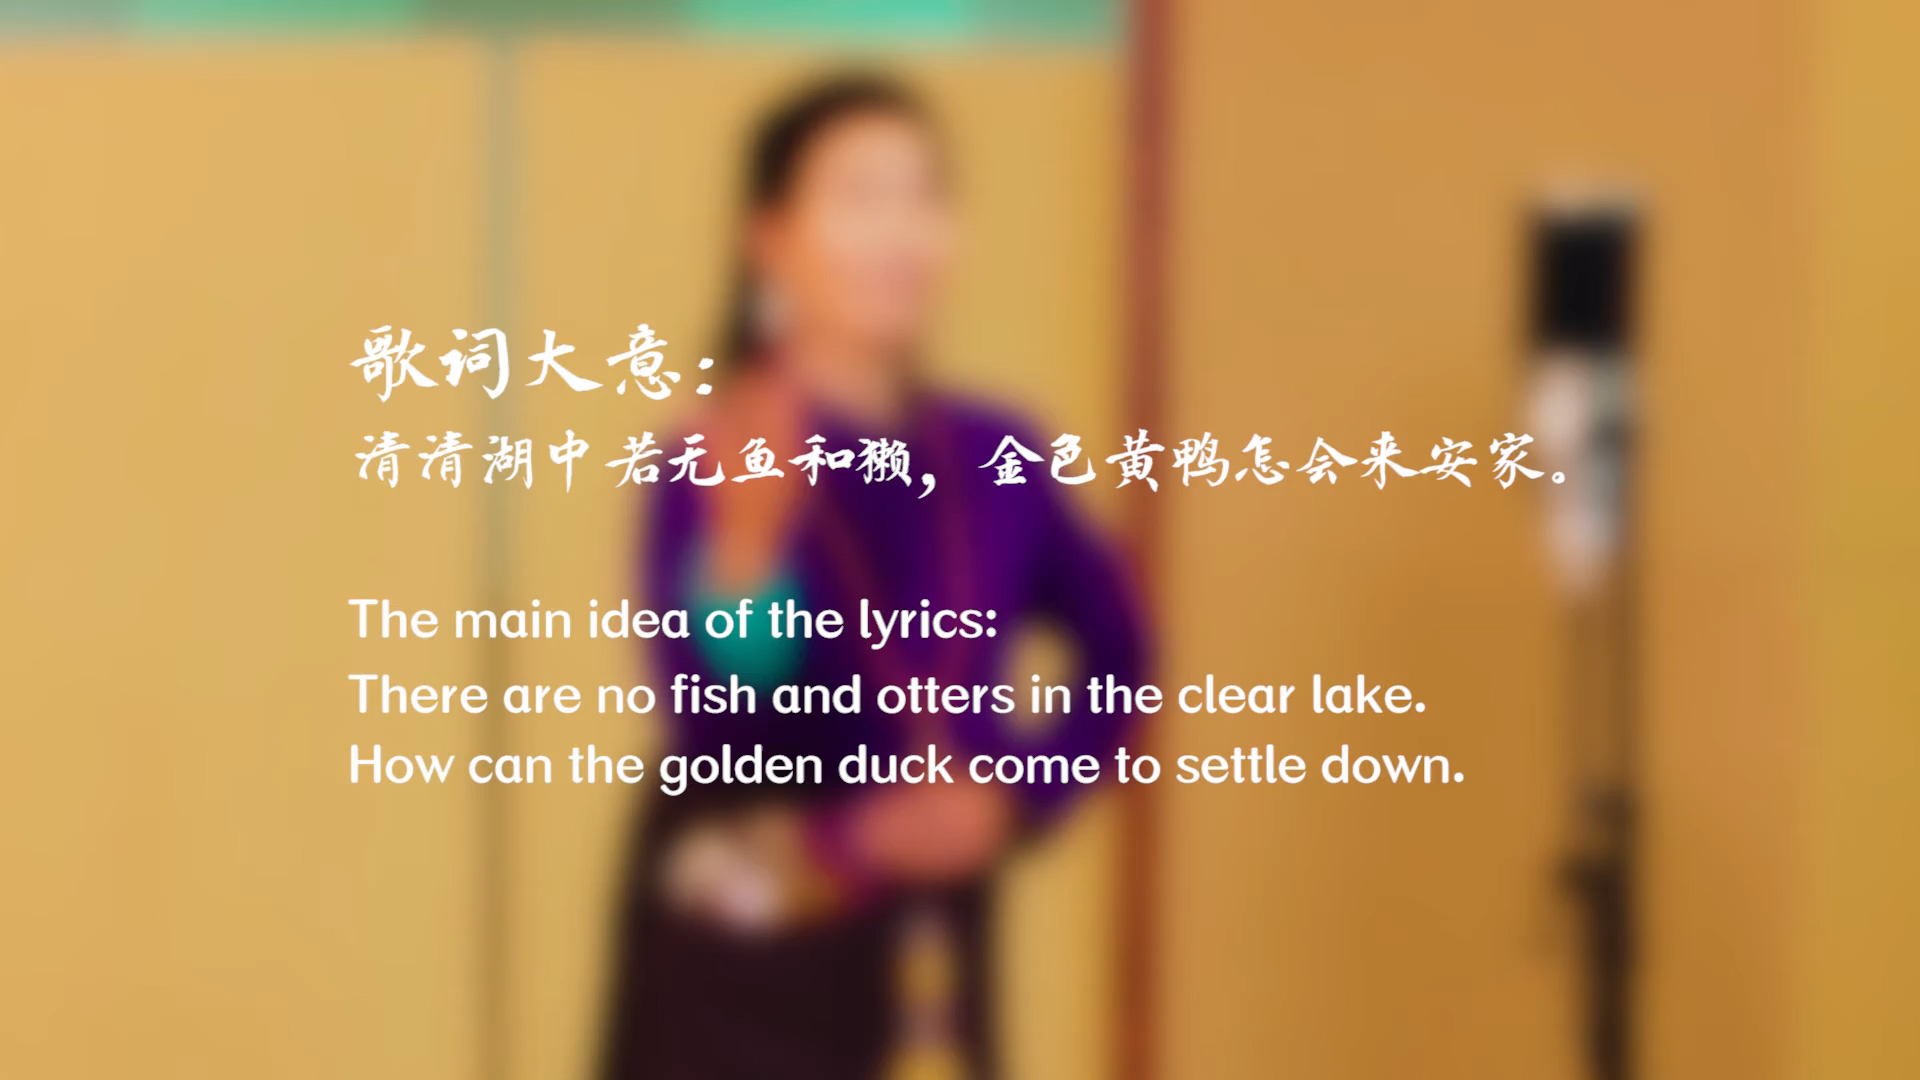 歌词大意：
清清湖中若无鱼和獭，金色黄鸭怎会来安家。
The main idea of the lyrics:
There are no fish and otters in the clear lake.
How can the golden duck come to settle down.